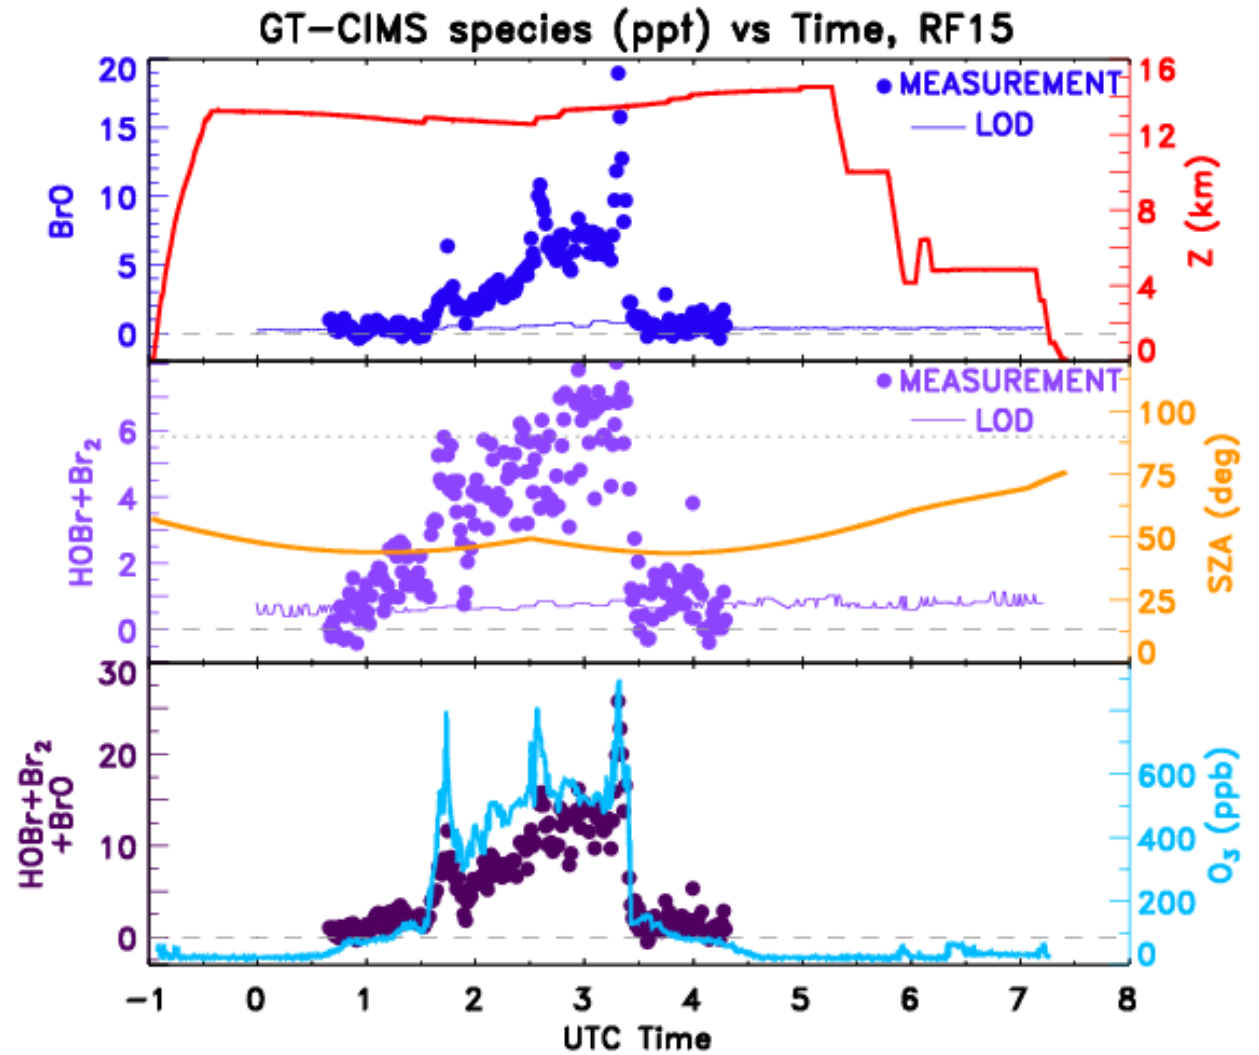 GT-CIMS species (ppt) vs Time, RF15
20
15
10
5
0
BrO
MEASUREMENT
LOD
16
12
8
4
0
Z (km)
6
4
2
0
HOBr+Br₂
MEASUREMENT
LOD
100
75
50
25
0
SZA (deg)
30
20
10
0
HOBr+Br₂
+BrO
600
400
200
0
O₃ (ppb)
-1 0 1 2 3 4 5 6 7 8
UTC Time